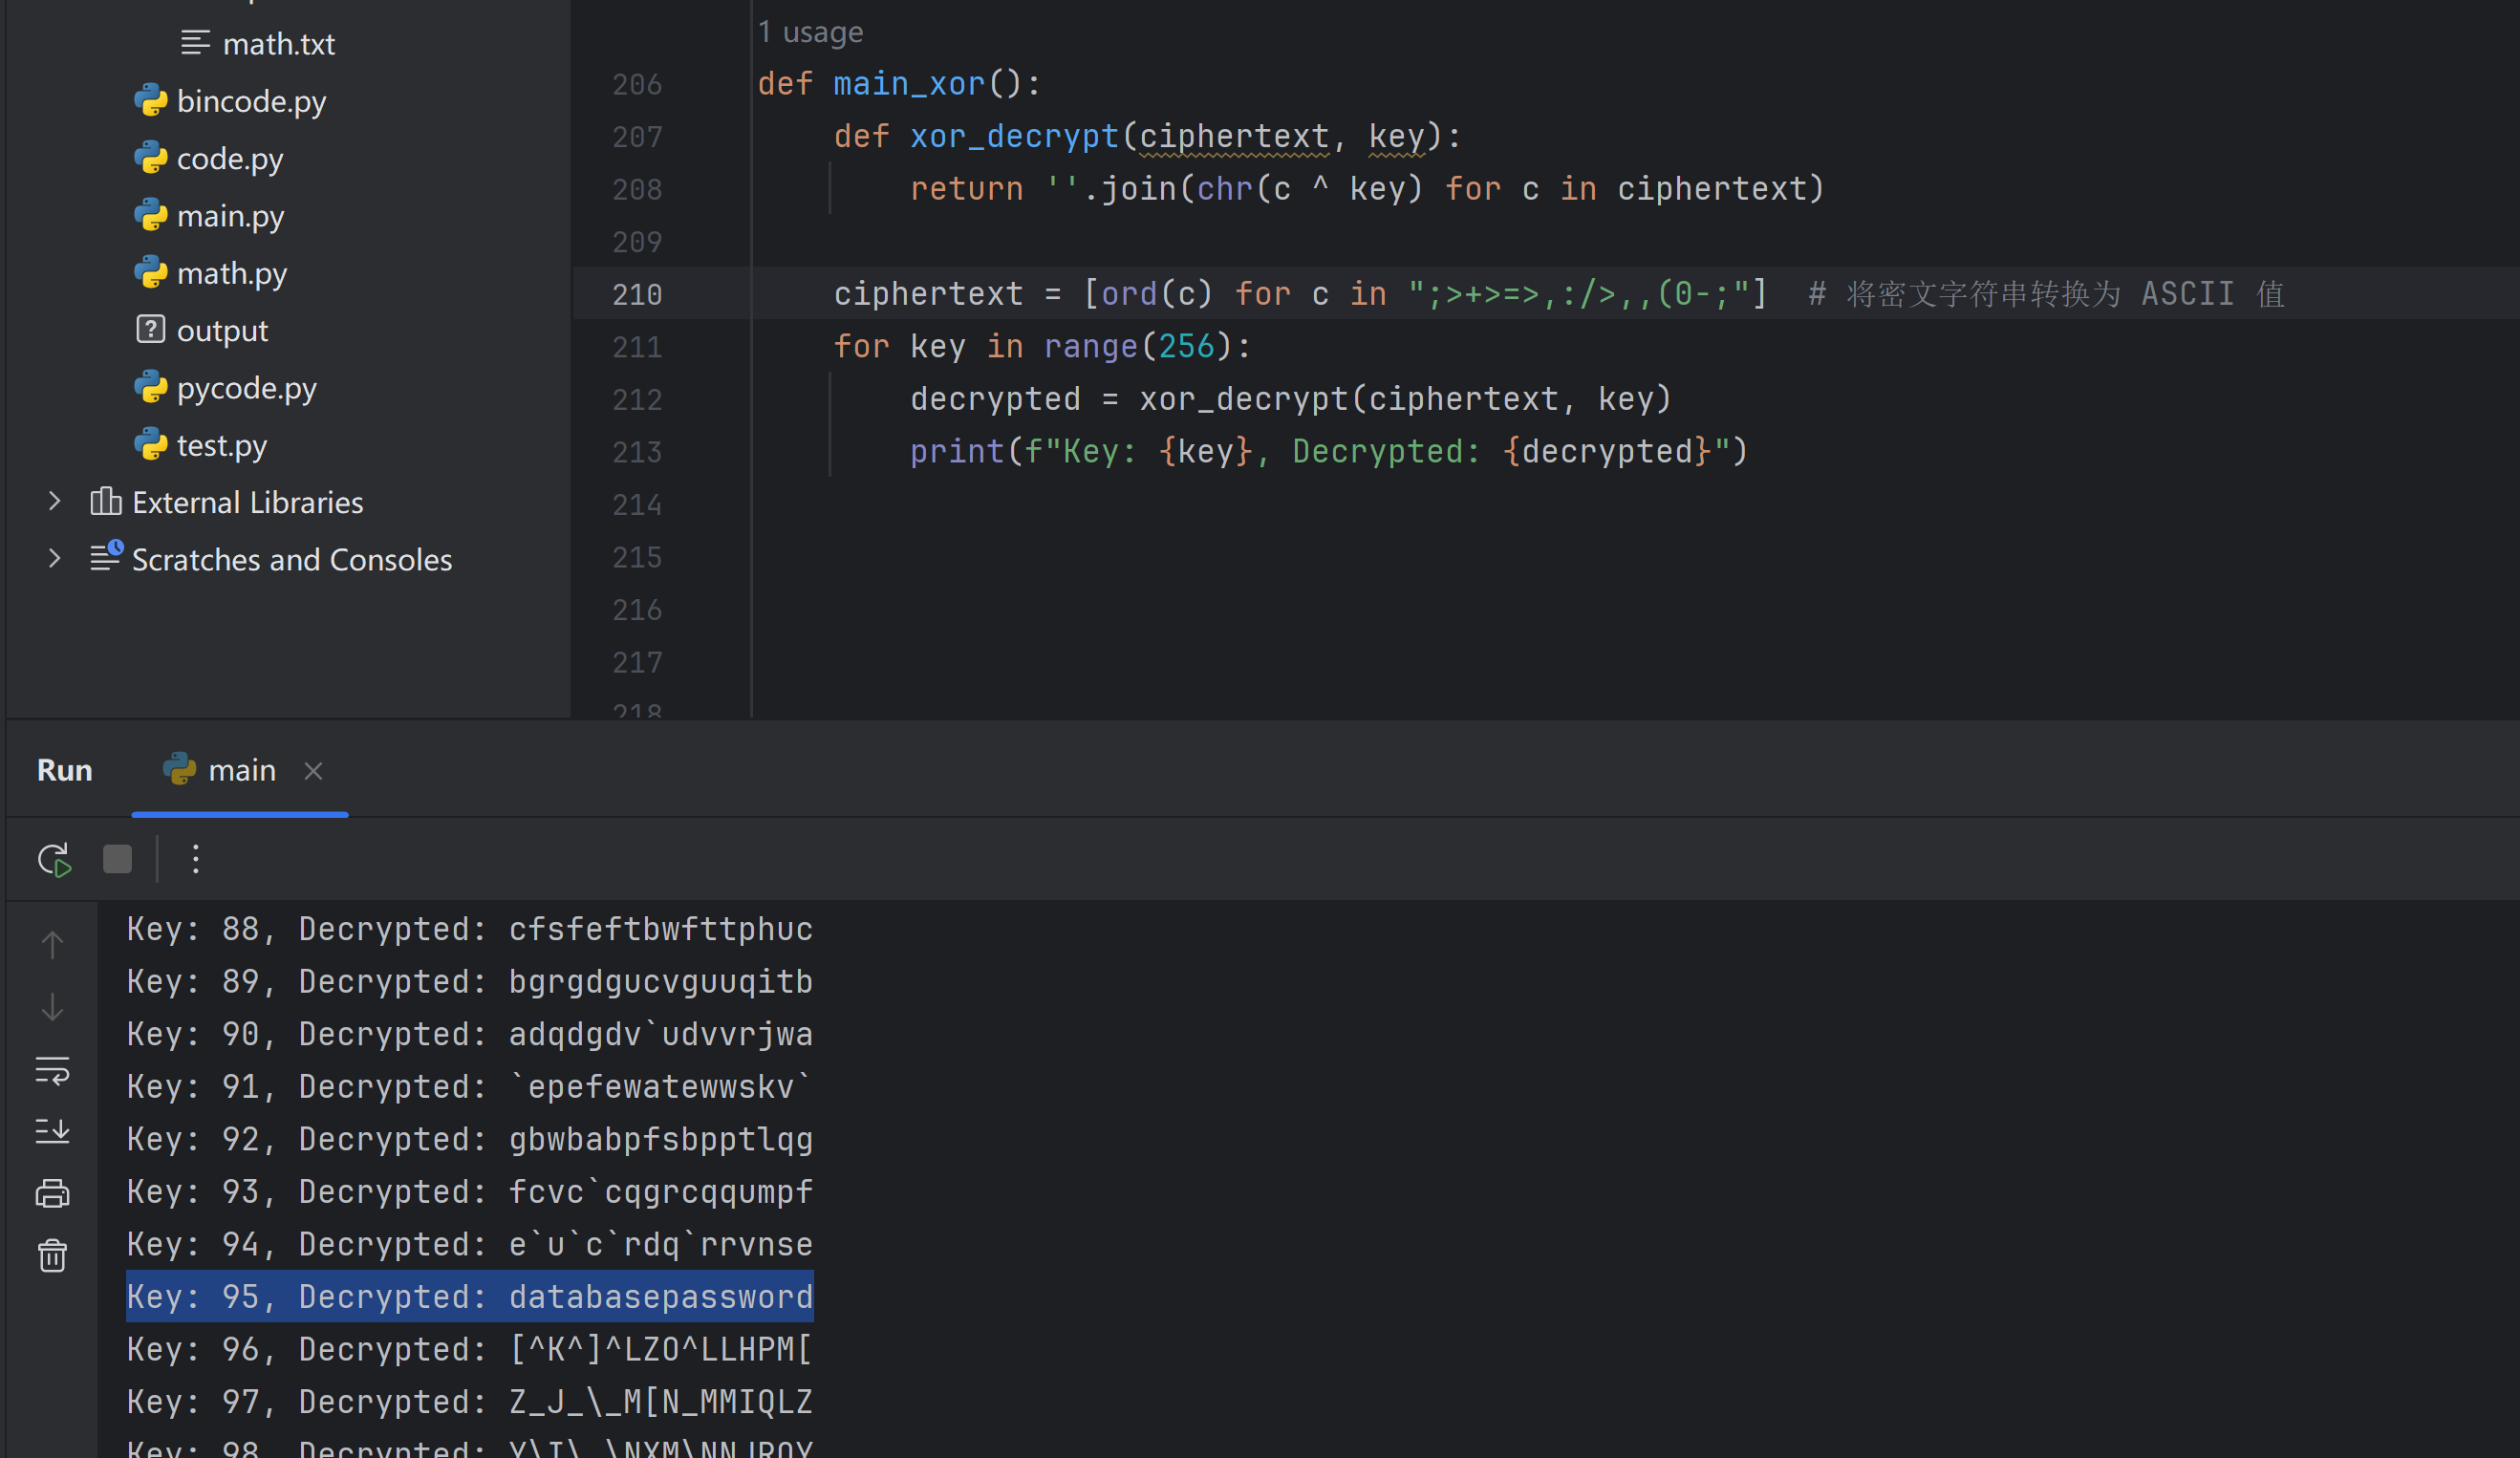 math.txt
bincode.py
code.py
main.py
math.py
output
pycode.py
test.py
External Libraries
Scratches and Consoles
1 usage
206 def main_xor():
207 def xor_decrypt(ciphertext, key):
208 return ''.join(chr(c ^ key) for c in ciphertext)
209
210 ciphertext = [ord(c) for c in ";>+>=>,:/>,,(0-;"] # 将密文字符串转换为 ASCII 值
211 for key in range(256):
212 decrypted = xor_decrypt(ciphertext, key)
213 print(f"Key: {key}, Decrypted: {decrypted}")
214
215
216
217
218
Run main
Key: 88, Decrypted: cfsfeftbwfttphuc
Key: 89, Decrypted: bgrgdgucvguuqitb
Key: 90, Decrypted: adqdgdv`udvvrjwa
Key: 91, Decrypted: `epefewatewwskv`
Key: 92, Decrypted: gbwbabpfsbpptlqg
Key: 93, Decrypted: fcvc`cqgrcqqumpf
Key: 94, Decrypted: e`u`c`rdq`rrvnse
Key: 95, Decrypted: databasepassword
Key: 96, Decrypted: [^K^]^LZO^LLHPM[
Key: 97, Decrypted: Z_J_\_M[N_MMIQLZ
Key: 98, Decrypted: